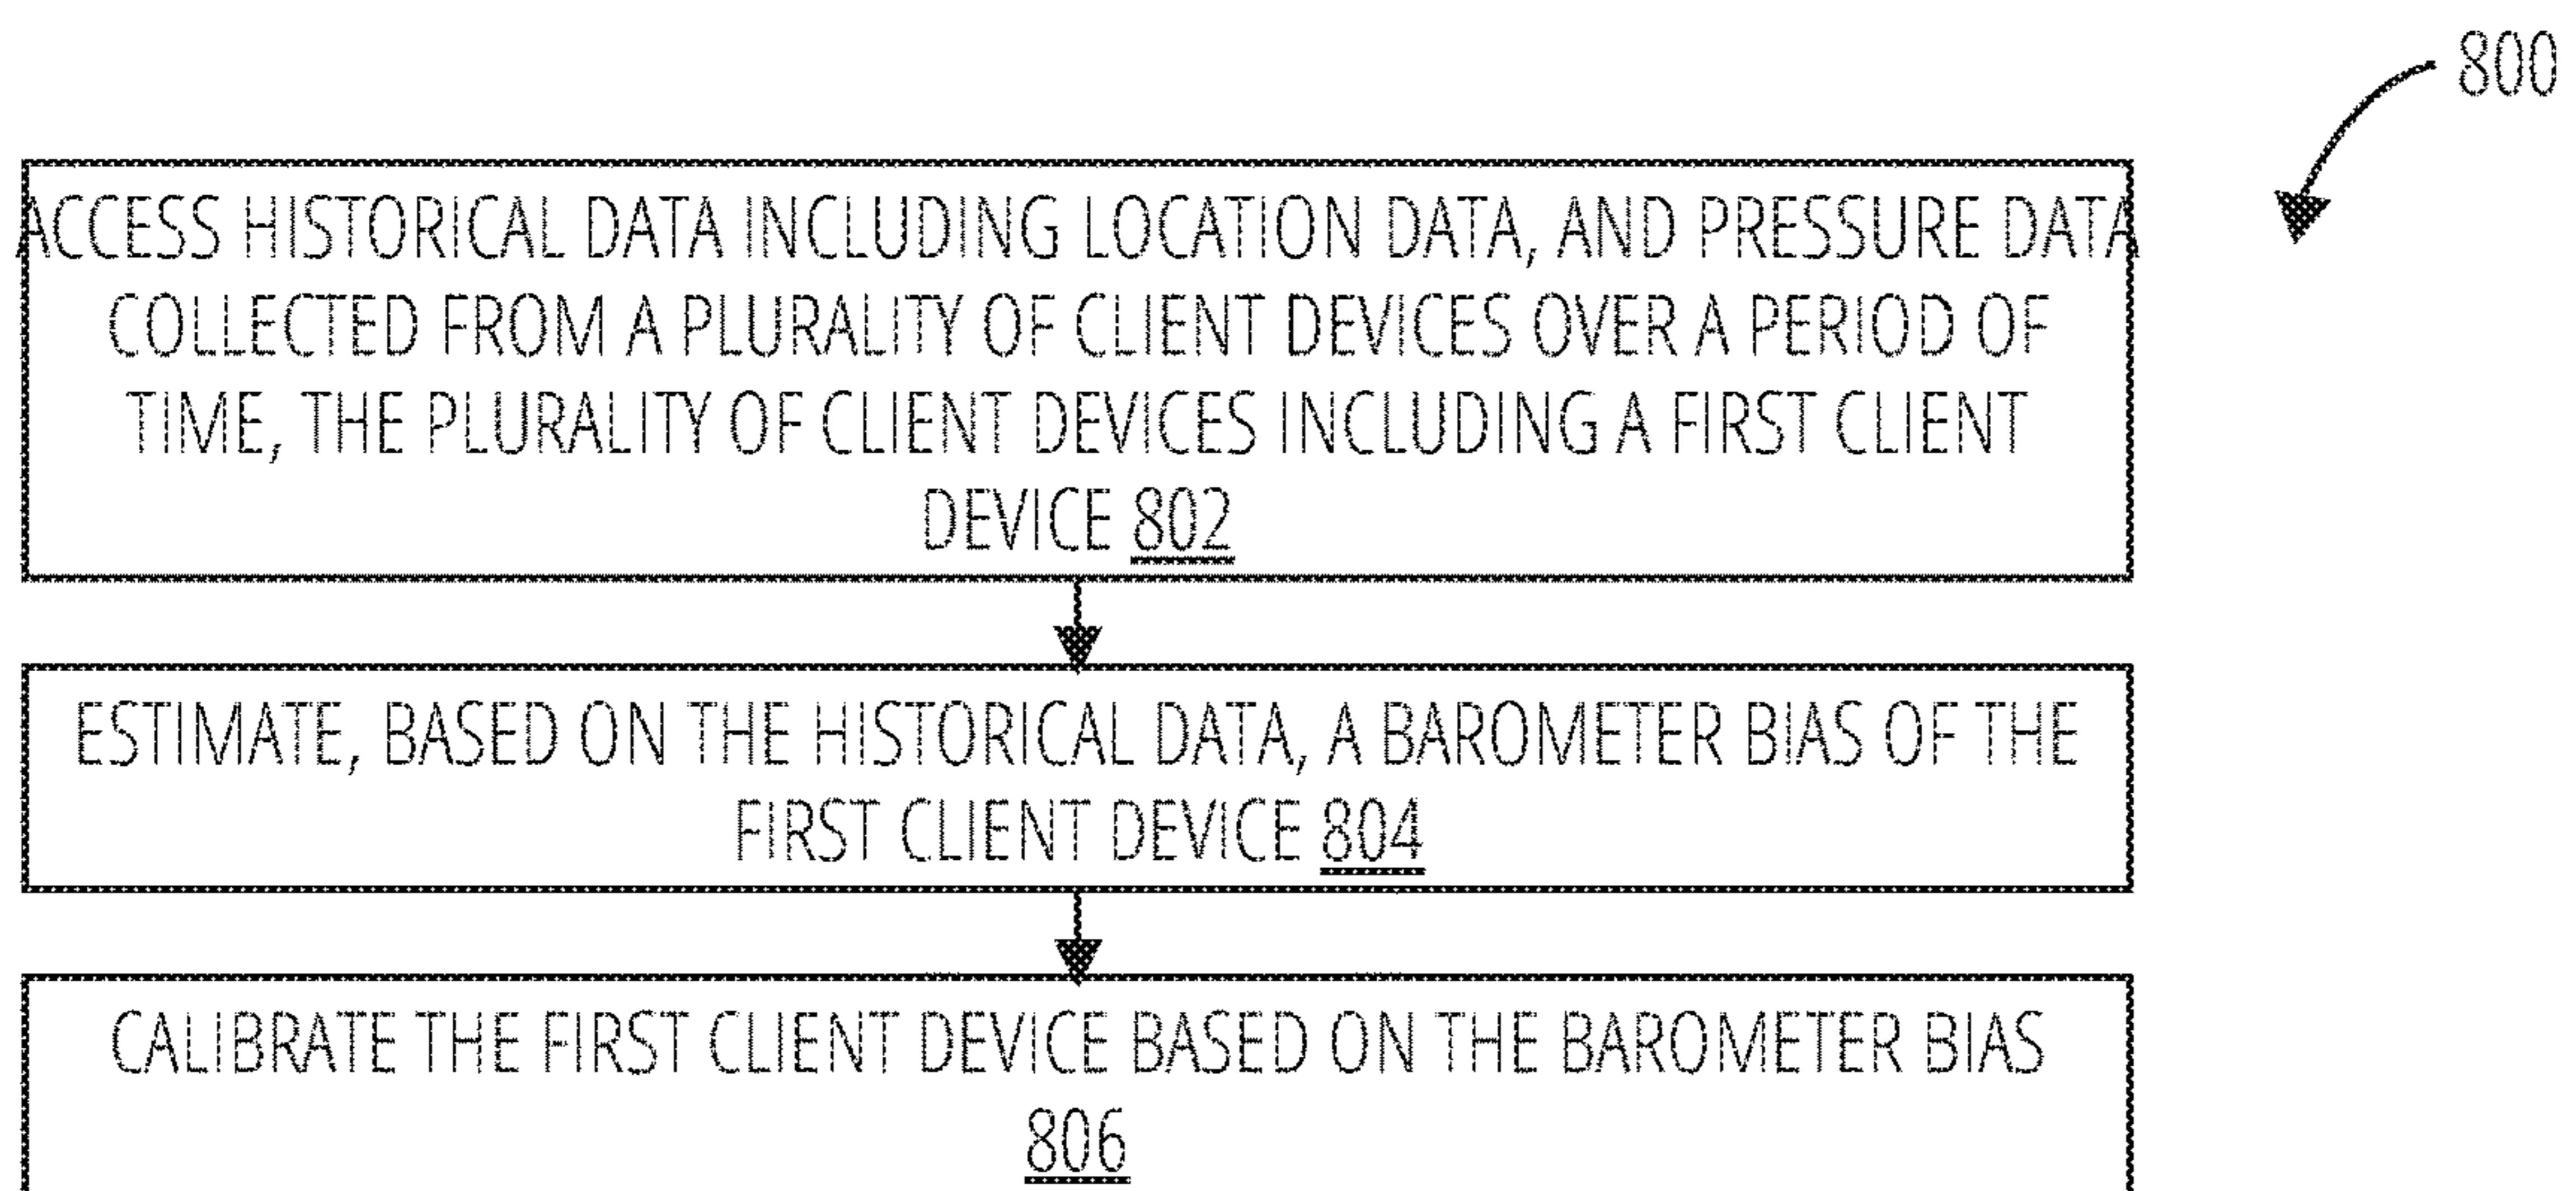 800
ACCESS HISTORICAL DATA INCLUDING LOCATION DATA, AND PRESSURE DATA
COLLECTED FROM A PLURALITY OF CLIENT DEVICES OVER A PERIOD OF
TIME, THE PLURALITY OF CLIENT DEVICES INCLUDING A FIRST CLIENT
DEVICE 802
ESTIMATE, BASED ON THE HISTORICAL DATA, A BAROMETER BIAS OF THE
FIRST CLIENT DEVICE 804
CALIBRATE THE FIRST CLIENT DEVICE BASED ON THE BAROMETER BIAS
806